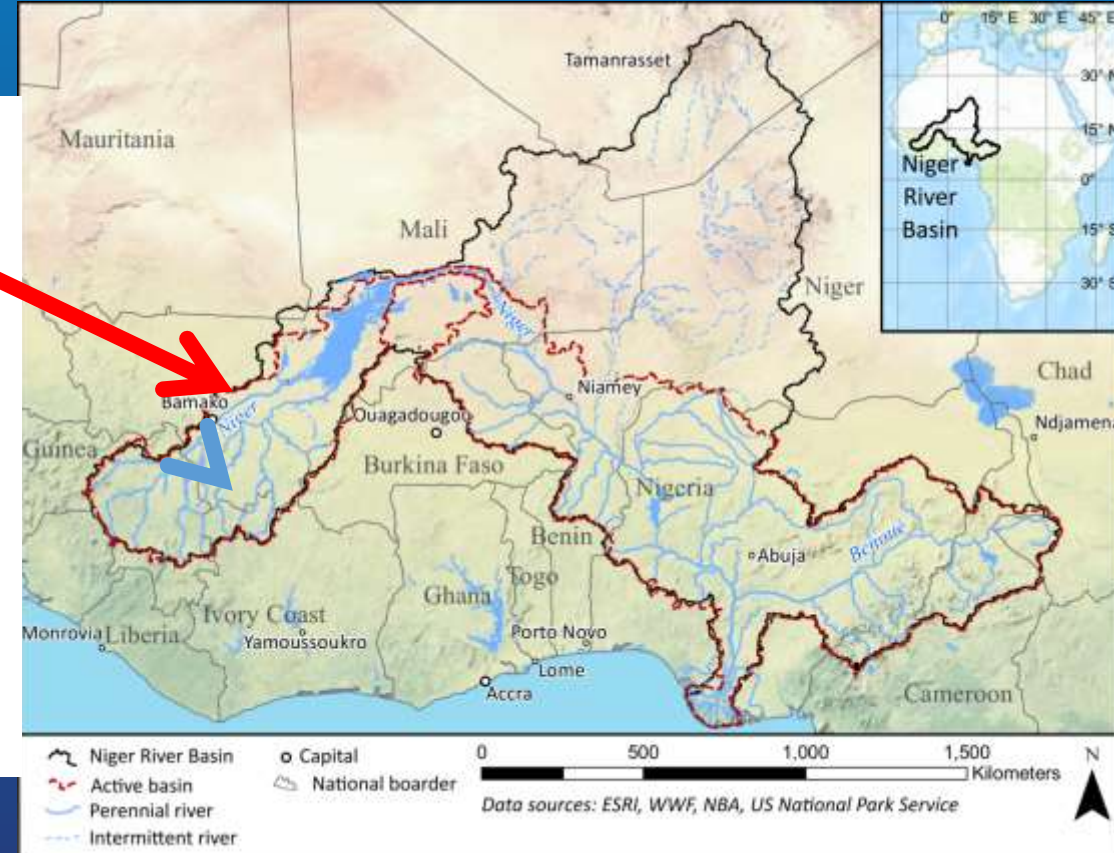 0° 15° E 30° E 45° E
Tamanrasset
30° N
Mauritania
15° N
Niger
River
Basin
0°
15° S
30° S
Mali
Niger
Niger
Chad
Niamey
Bamako
Niger
Ouagadougou
Ndjamena
Guinea
Burkina Faso
Nigeria
Benin
Benoue
Abuja
Togo
Ghana
Ivory Coast
Monrovia
Liberia
Yamoussoukro
Porto Novo
Lome
Accra
Cameroon
Niger River Basin
Capital
Active basin
National boarder
Perennial river
Intermittent river
0 500 1,000 1,500
Kilometers
N
Data sources: ESRI, WWF, NBA, US National Park Service